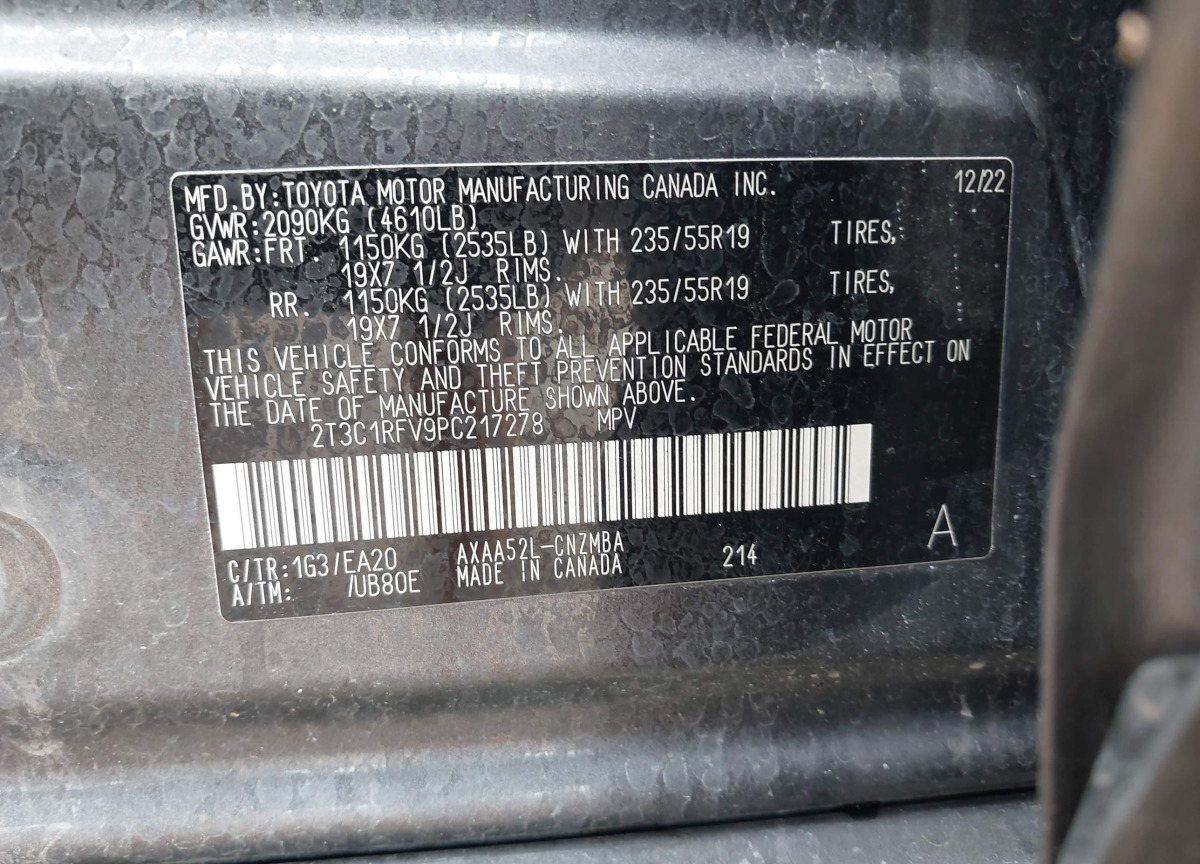 MFD.BY:TOYOTA MOTOR MANUFACTURING CANADA INC. 12/22
GVWR:2090KG (4610LB)
GAWR:FRT. 1150KG (2535LB) WITH 235/55R19 TIRES,
19X7 1/2J RIMS.
RR. 1150KG (2535LB) WITH 235/55R19 TIRES,
19X7 1/2J RIMS.
THIS VEHICLE CONFORMS TO ALL APPLICABLE FEDERAL MOTOR
VEHICLE SAFETY AND THEFT PREVENTION STANDARDS IN EFFECT ON
THE DATE OF MANUFACTURE SHOWN ABOVE.
2T3C1RFV9PC217278 MPV
C/TR:1G3/EA20 AXAA52L-CNZMBA 214 A
A/TM: /UB80E MADE IN CANADA